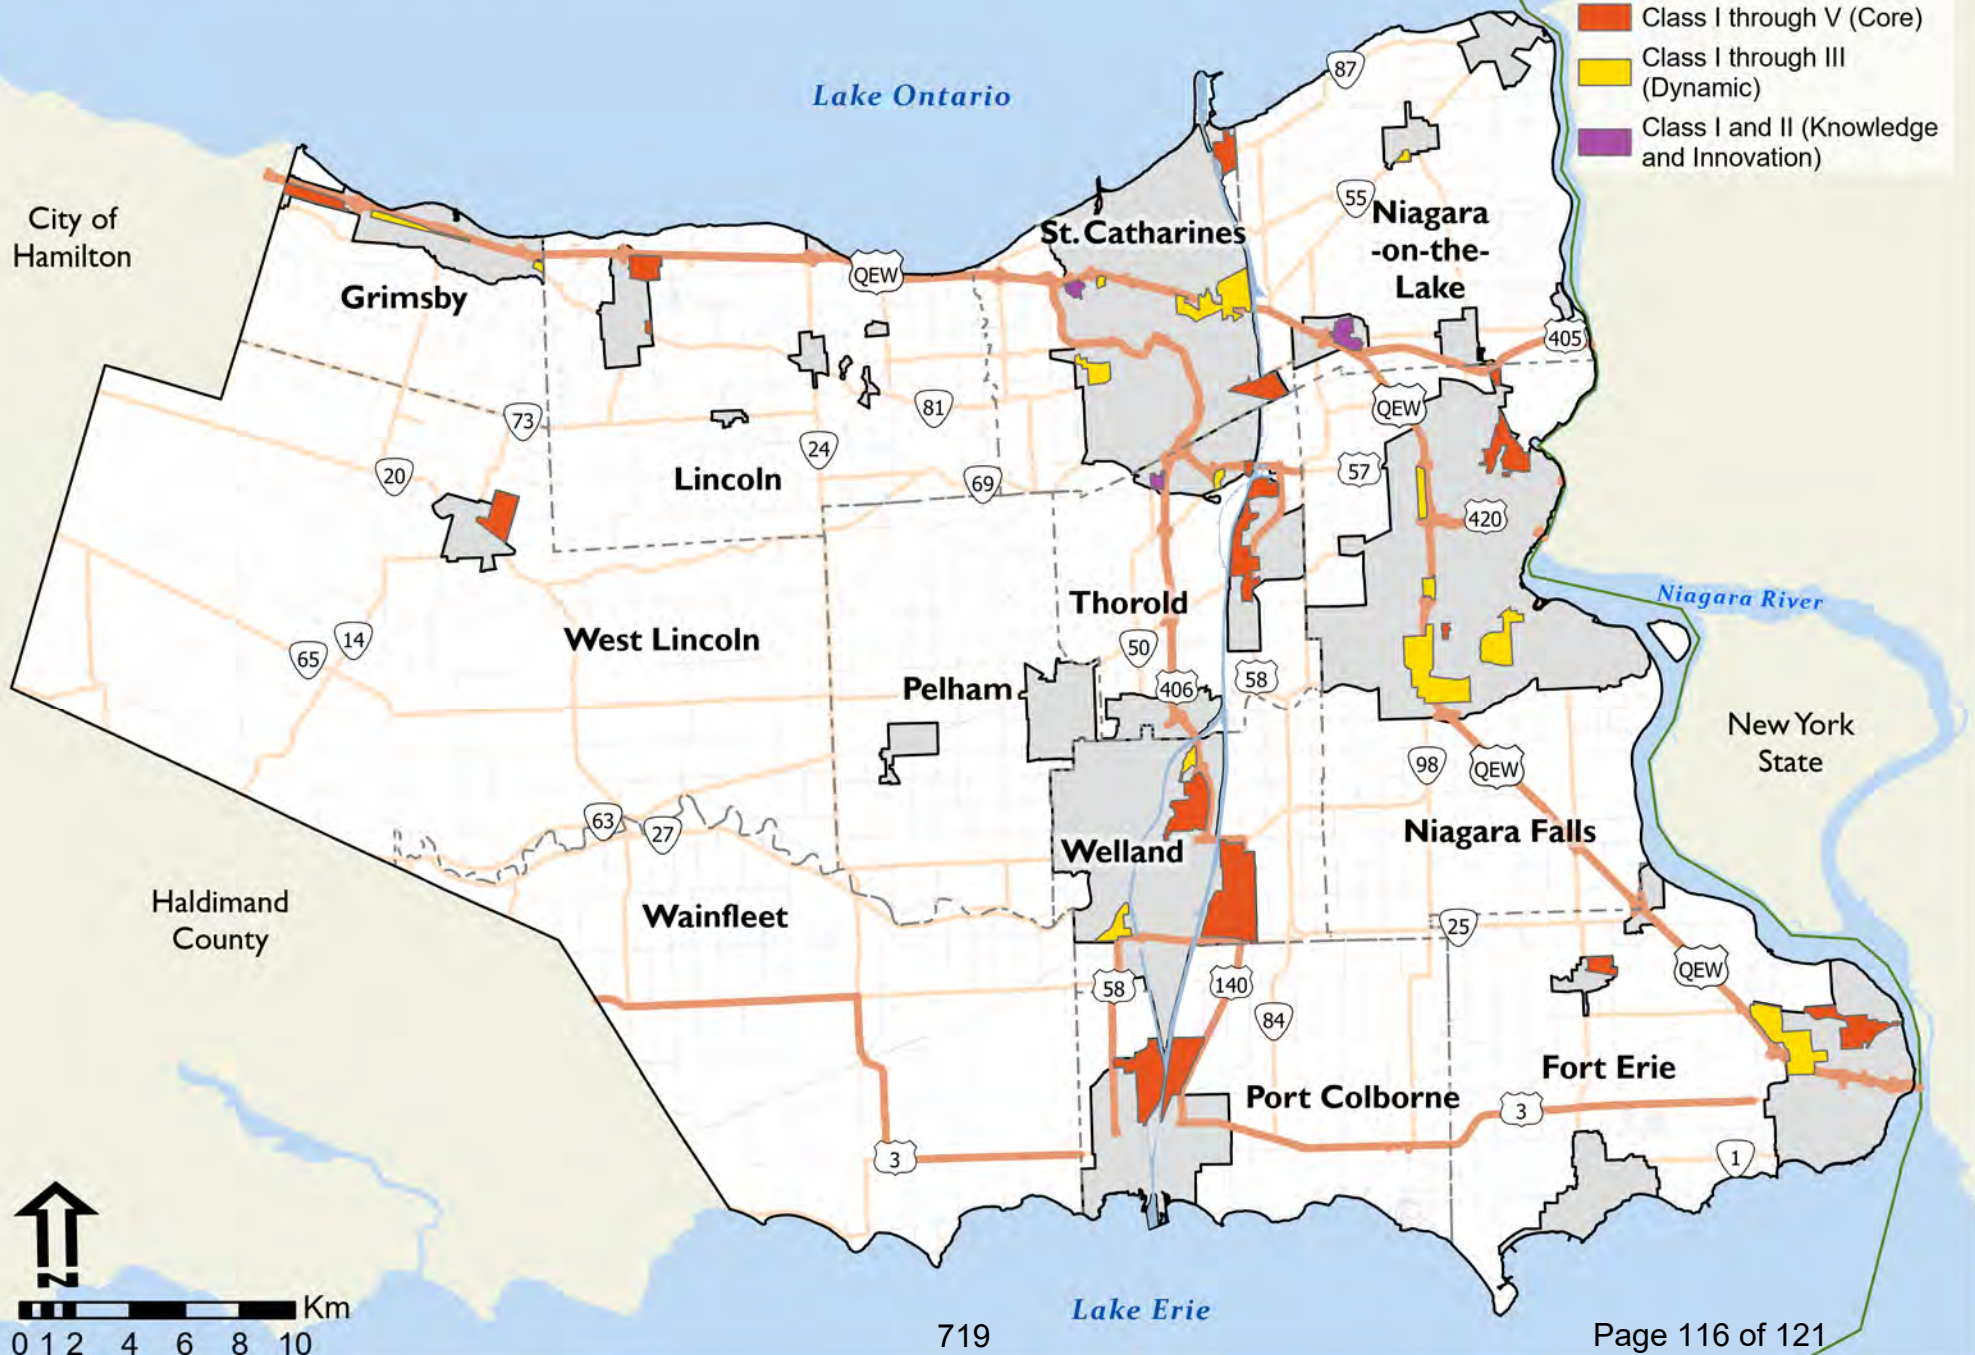 Class I through V (Core)
Class I through III
(Dynamic)
Class I and II (Knowledge
and Innovation)
87
Lake Ontario
55
City of
Hamilton
St. Catharines
Niagara
-on-the-
Lake
QEW
Grimsby
405
73
81
QEW
24
20
Lincoln
69
57
420
Thorold
Niagara River
14
65
West Lincoln
50
58
Pelham
406
New York
State
98
QEW
63
27
Welland
Niagara Falls
Haldimand
County
Wainfleet
25
58
140
QEW
84
Fort Erie
Port Colborne
3
3
1
N
Km
0 1 2 4 6 8 10
Lake Erie
719
Page 116 of 121